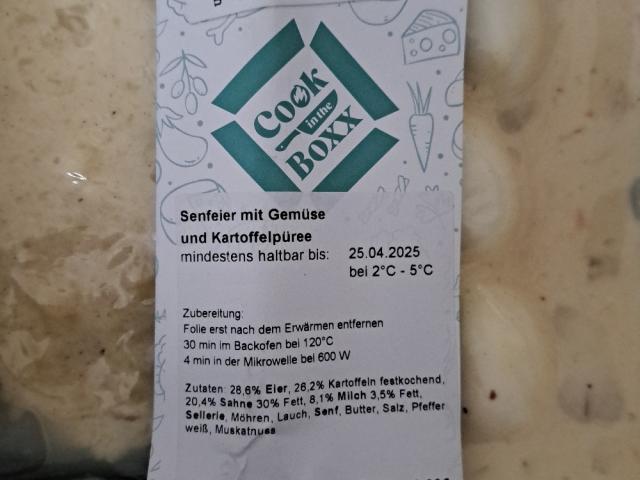 Cook
in the
BOXX
Senfeier mit Gemüse
und Kartoffelpüree
mindestens haltbar bis: 25.04.2025
bei 2°C - 5°C
Zubereitung:
Folie erst nach dem Erwärmen entfernen
30 min im Backofen bei 120°C
4 min in der Mikrowelle bei 600 W
Zutaten: 28,6% Eier, 26,2% Kartoffeln festkochend,
20,4% Sahne 30% Fett, 8,1% Milch 3,5% Fett,
Sellerie, Möhren, Lauch, Senf, Butter, Salz, Pfeffer
weiß, Muskatnuss